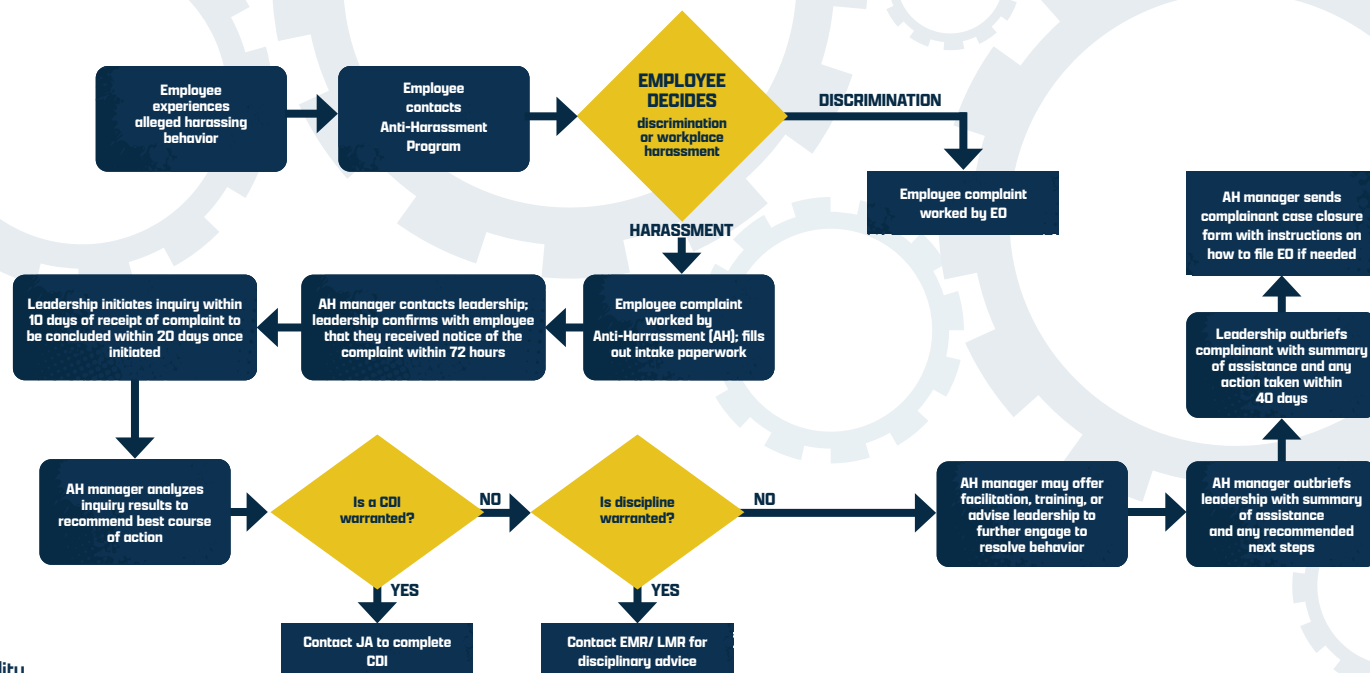 Employee
experiences
alleged harassing
behavior
Employee
contacts
Anti-Harassment
Program
EMPLOYEE
DECIDES
discrimination
or workplace
harassment
DISCRIMINATION
Employee complaint
worked by EO
HARASSMENT
Employee complaint
worked by
Anti-Harrassment (AH); fills
out intake paperwork
AH manager contacts leadership;
leadership confirms with employee
that they received notice of the
complaint within 72 hours
Leadership initiates inquiry within
10 days of receipt of complaint to
be concluded within 20 days once
initiated
AH manager analyzes
inquiry results to
recommend best course
of action
Is a CDI
warranted?
NO
YES
Contact JA to complete
CDI
Is discipline
warranted?
NO
YES
Contact EMR/ LMR for
disciplinary advice
AH manager may offer
facilitation, training, or
advise leadership to
further engage to
resolve behavior
AH manager outbriefs
leadership with summary
of assistance
and any recommended
next steps
Leadership outbriefs
complainant with summary
of assistance and any
action taken within
40 days
AH manager sends
complainant case closure
form with instructions on
how to file EO if needed